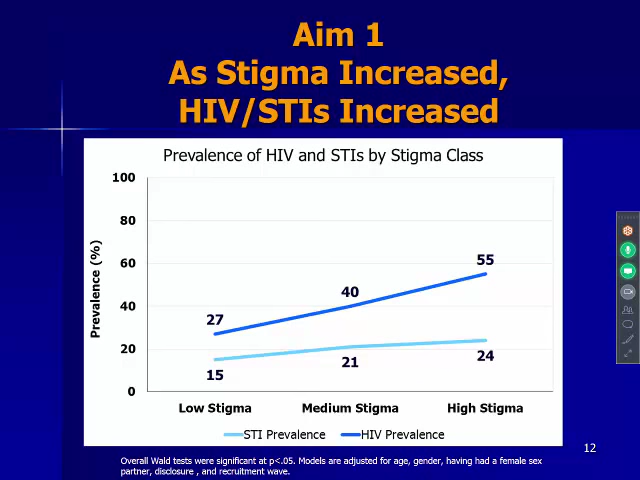 Aim 1
As Stigma Increased,
HIV/STIs Increased
Prevalence of HIV and STIs by Stigma Class
100
80
60
40
20
0
Prevalence (%)
27
40
55
15
21
24
Low Stigma
Medium Stigma
High Stigma
STI Prevalence
HIV Prevalence
12
Overall Wald tests were significant at p<.05. Models are adjusted for age, gender, having had a female sex
partner, disclosure , and recruitment wave.